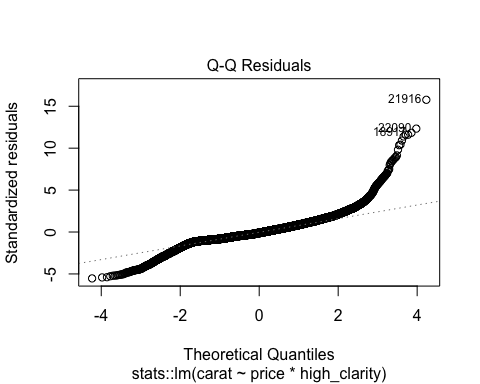 Q-Q Residuals
Standardized residuals
15
10
5
0
-5
21916
22090
-4 -2 0 2 4
Theoretical Quantiles
stats::lm(carat ~ price * high_clarity)